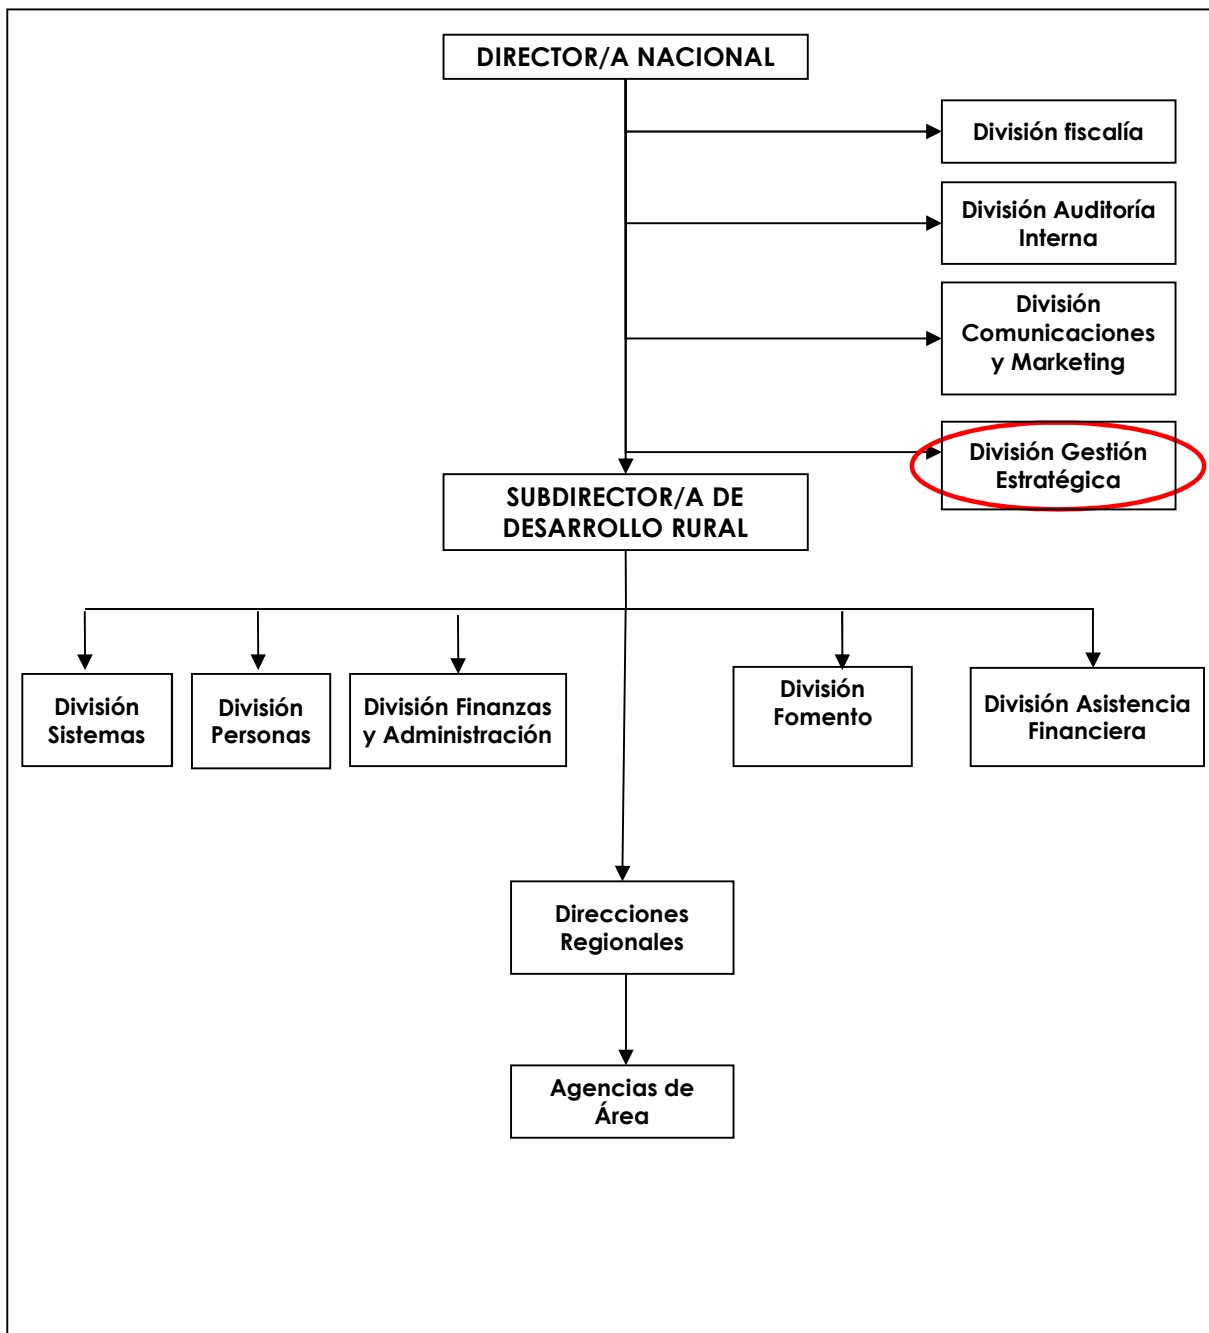 DIRECTOR/A NACIONAL
División fiscalía
División Auditoría
Interna
División
Comunicaciones
y Marketing
División Gestión
Estratégica
SUBDIRECTOR/A DE
DESARROLLO RURAL
División
Sistemas
División
Personas
División Finanzas
y Administración
División
Fomento
División Asistencia
Financiera
Direcciones
Regionales
Agencias de
Área